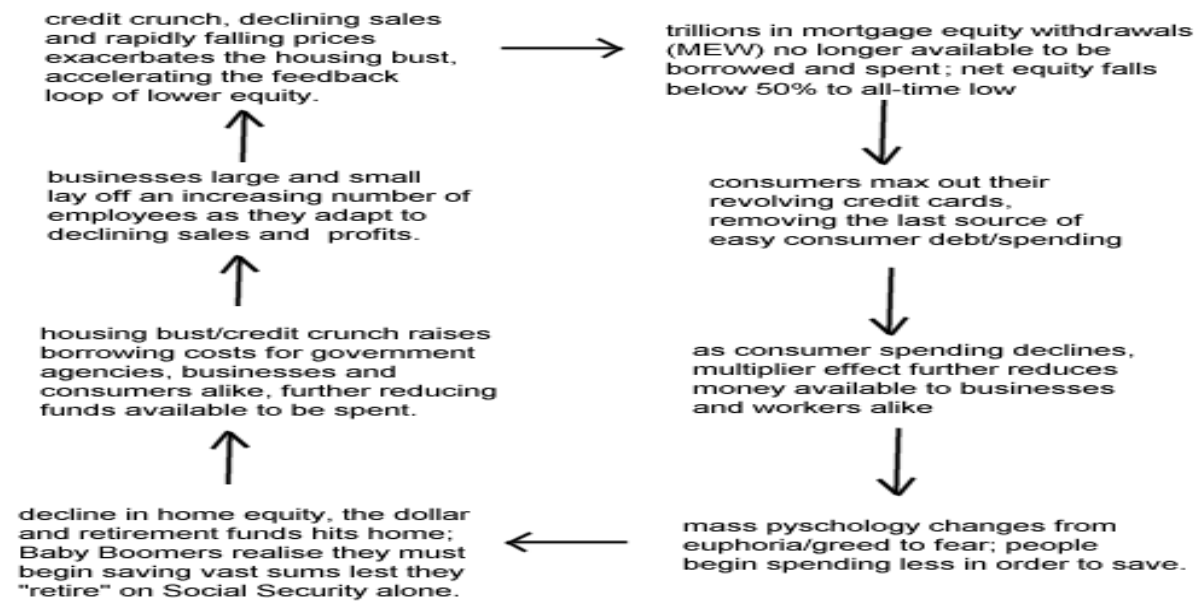 credit crunch, declining sales
and rapidly falling prices
exacerbates the housing bust,
accelerating the feedback
loop of lower equity.
trillions in mortgage equity withdrawals
(MEW) no longer available to be
borrowed and spent; net equity falls
below 50% to all-time low
consumers max out their
revolving credit cards,
removing the last source of
easy consumer debt/spending
as consumer spending declines,
multiplier effect further reduces
money available to businesses
and workers alike
mass pyschology changes from
euphoria/greed to fear; people
begin spending less in order to save.
decline in home equity, the dollar
and retirement funds hits home;
Baby Boomers realise they must
begin saving vast sums lest they
"retire" on Social Security alone.
housing bust/credit crunch raises
borrowing costs for government
agencies, businesses and
consumers alike, further reducing
funds available to be spent.
businesses large and small
lay off an increasing number of
employees as they adapt to
declining sales and profits.